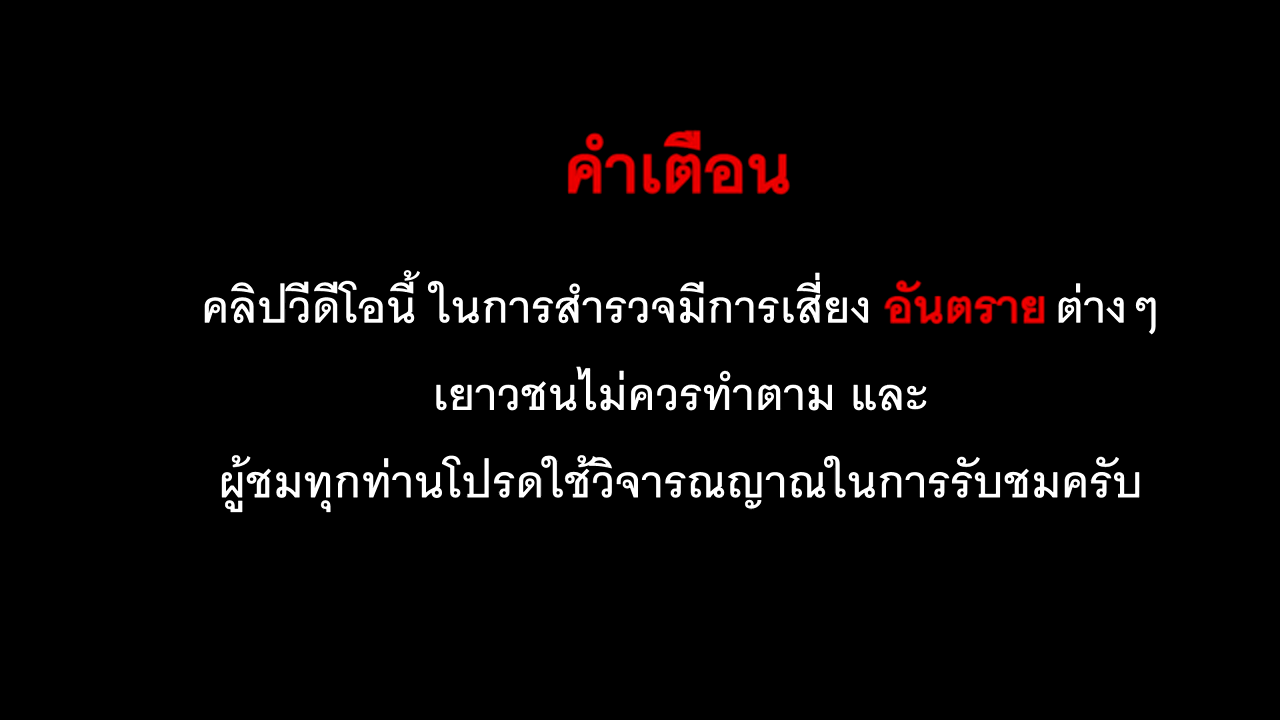 คำเตือน
คลิปวีดีโอนี้ ในการสำรวจมีการเสี่ยง อันตราย ต่างๆ
เยาวชนไม่ควรทำตาม และ
ผู้ชมทุกท่านโปรดใช้วิจารณญาณในการรับชมครับ